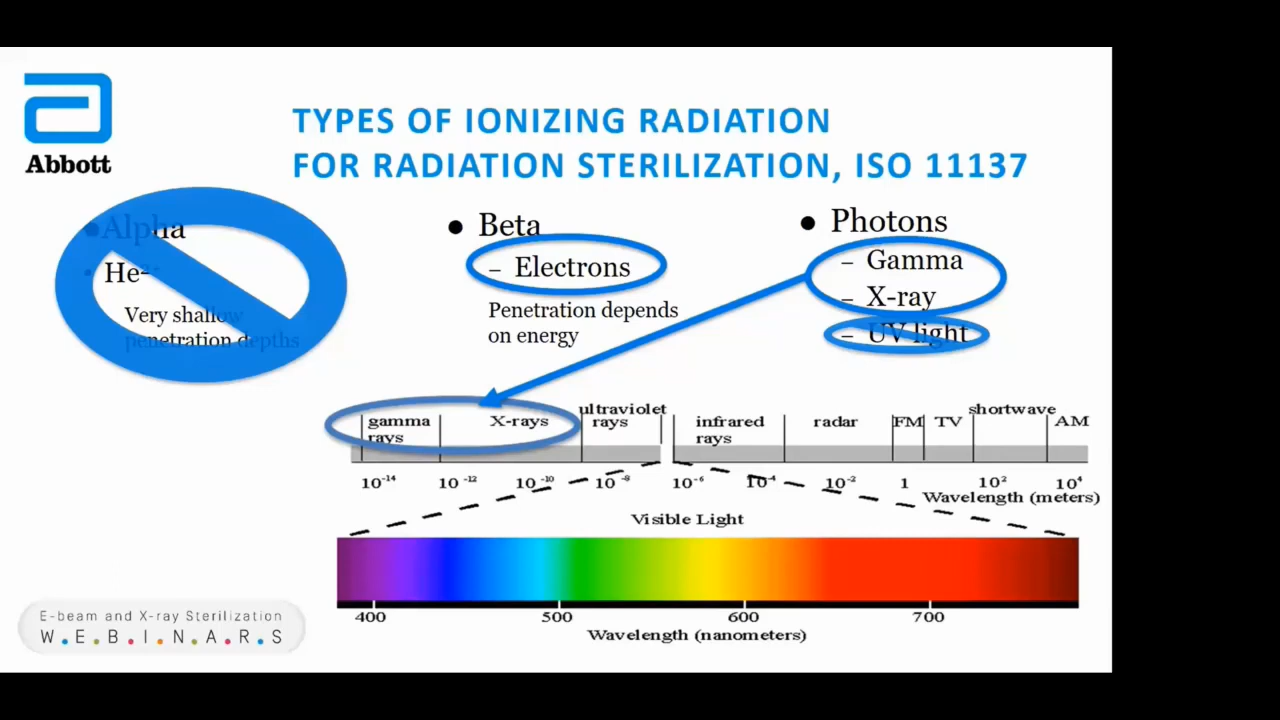 Abbott
TYPES OF IONIZING RADIATION
FOR RADIATION STERILIZATION, ISO 11137
● Alpha
• He²⁺
Very shallow
penetration depths
● Beta
– Electrons
Penetration depends
on energy
● Photons
– Gamma
– X-ray
– UV light
gamma
rays
X-rays
ultraviolet
rays
infrared
rays
radar
FM
TV
shortwave
AM
10⁻¹⁴ 10⁻¹² 10⁻¹⁰ 10⁻⁸ 10⁻⁶ 10⁻⁴ 10⁻² 1 10² 10⁴
Wavelength (meters)
Visible Light
400 500 600 700
Wavelength (nanometers)
E-beam and X-ray Sterilization
W.E.B.I.N.A.R.S